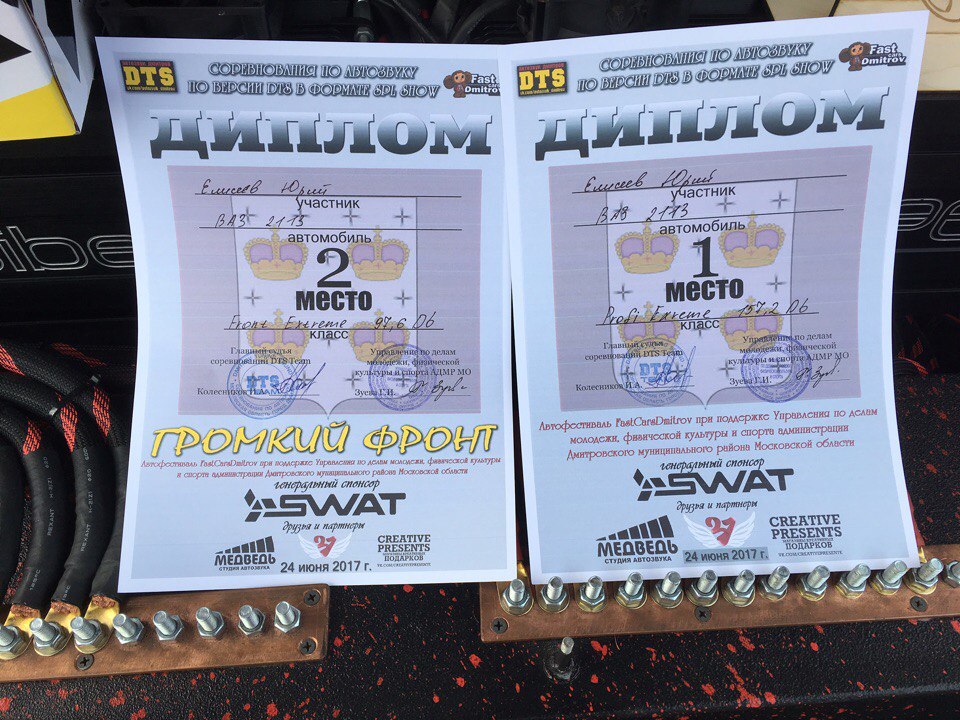 DTS
СОРЕВНОВАНИЯ ПО АВТОЗВУКУ
ПО ВЕРСИИ DTS В ФОРМАТЕ SPL SHOW
Fast
Dmitrov
ДИПЛОМ
Елисеев Юрий
участник
ВАЗ 2113
автомобиль
2
место
Front Extreme 97,6 Дб
класс
Главный судья
соревнований DTS Team
Колесников И.А.
Управление по делам
молодежи, физической
культуры и спорта АДМР МО
Зуева Г.И.
DTS
ГРОМКИЙ ФРОНТ
Автофестиваль FastCarsDmitrov при поддержке Управления по делам молодежи, физической культуры
и спорта администрации Дмитровского муниципального района Московской области
генеральный спонсор
SWAT
друзья и партнеры
МЕДВЕДЬ
СТУДИЯ АВТОЗВУКА
27
CREATIVE
PRESENTS
24 июня 2017 г.
DTS
СОРЕВНОВАНИЯ ПО АВТОЗВУКУ
ПО ВЕРСИИ DTS В ФОРМАТЕ SPL SHOW
Fast
Dmitrov
ДИПЛОМ
Елисеев Юрий
участник
ВАЗ 2113
автомобиль
1
место
Profi Extreme 157,2 Дб
класс
Главный судья
соревнований DTS Team
Колесников И.А.
Управление по делам
молодежи, физической
культуры и спорта АДМР МО
Зуева Г.И.
DTS
Автофестиваль FastCarsDmitrov при поддержке Управления по делам
молодежи, физической культуры и спорта администрации
Дмитровского муниципального района Московской области
генеральный спонсор
SWAT
друзья и партнеры
МЕДВЕДЬ
СТУДИЯ АВТОЗВУКА
27
CREATIVE
PRESENTS
ПОДАРКОВ
24 июня 2017 г.